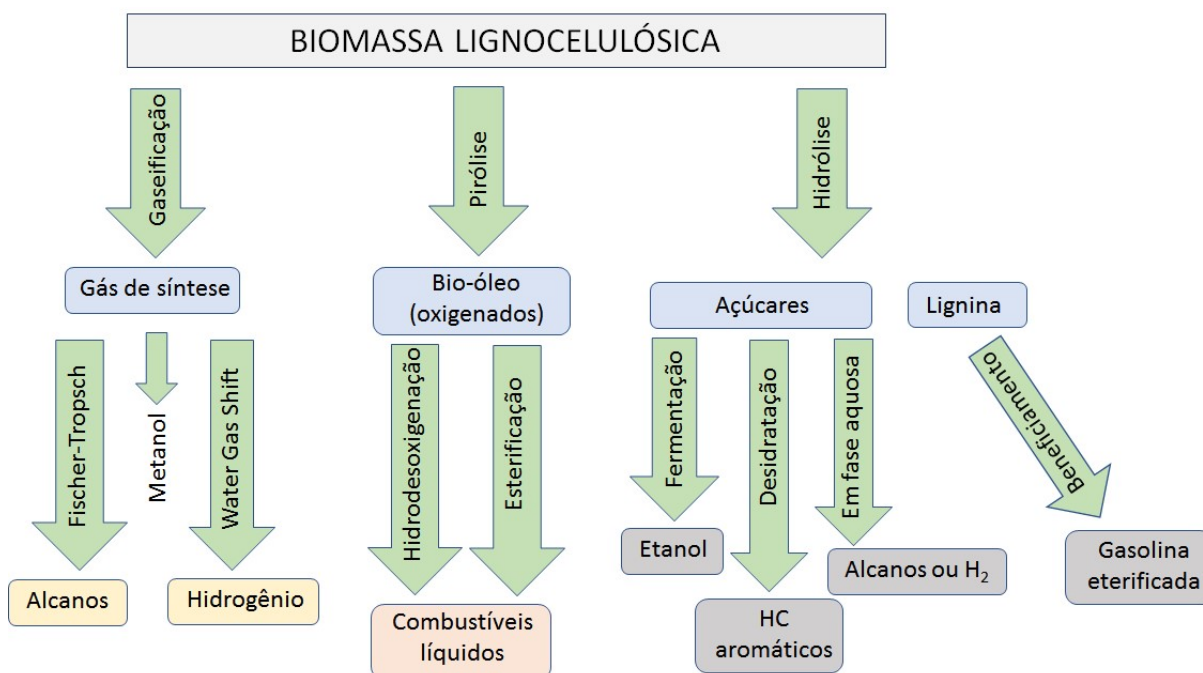 BIOMASSA LIGNOCELULÓSICA
Gaseificação
Pirólise
Hidrólise
Gás de síntese
Bio-óleo
(oxigenados)
Açúcares
Lignina
Fischer-Tropsch
Metanol
Water Gas Shift
Hidrodesoxigenação
Esterificação
Fermentação
Desidratação
Em fase aquosa
Beneficiamento
Alcanos
Hidrogênio
Combustíveis
líquidos
Etanol
HC
aromáticos
Alcanos ou H₂
Gasolina
eterificada